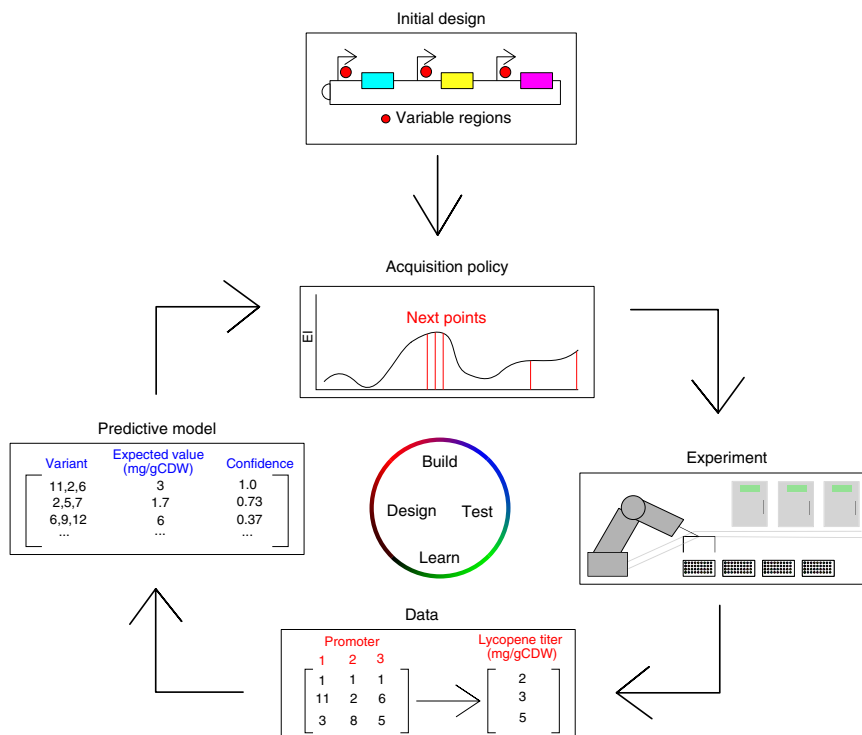 Initial design
Variable regions
Acquisition policy
EI
Next points
Predictive model
Variant Expected value (mg/gCDW) Confidence
11,2,6 3 1.0
2,5,7 1.7 0.73
6,9,12 6 0.37
... ... ...
Build
Design Test
Learn
Experiment
Data
Promoter
1 2 3
1 1 1
11 2 6
3 8 5
Lycopene titer
(mg/gCDW)
2
3
5